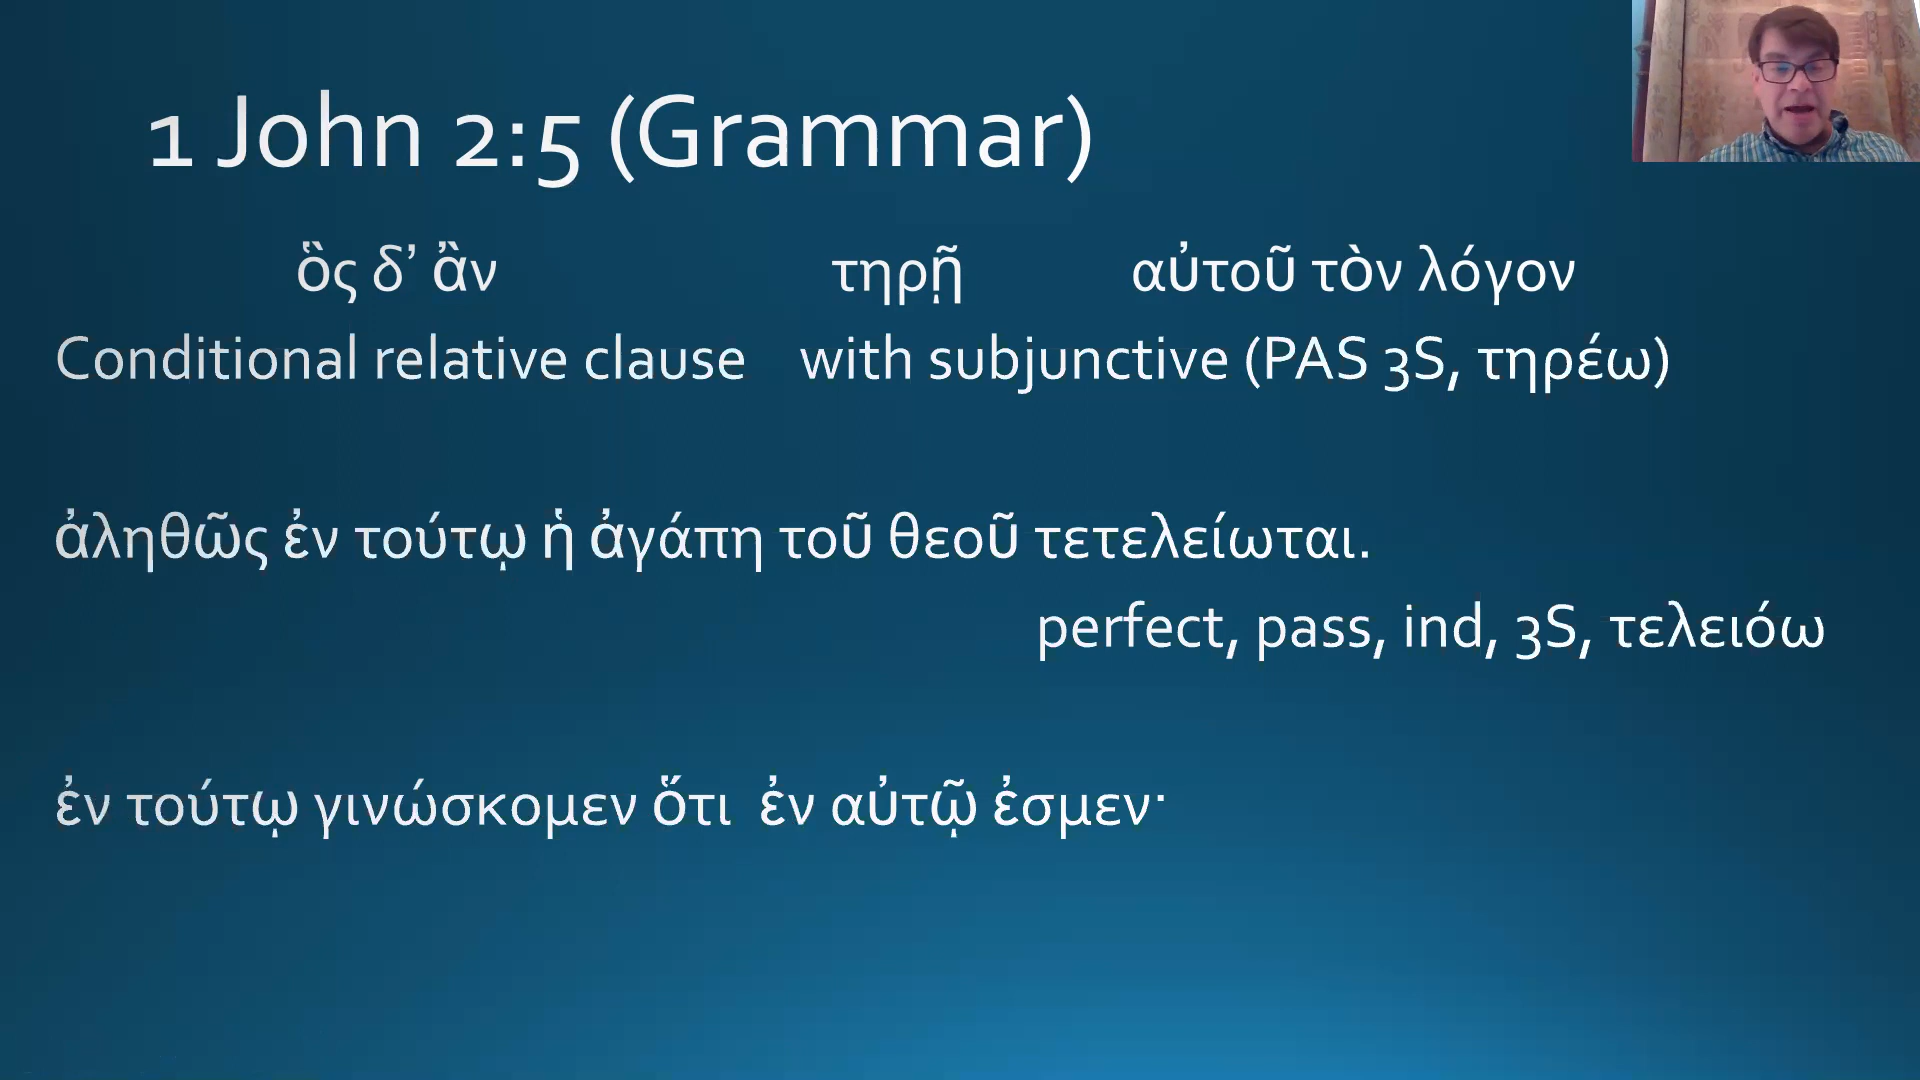 1 John 2:5 (Grammar)
ὃς δ’ ἂν τηρῇ αὐτοῦ τὸν λόγον
Conditional relative clause with subjunctive (PAS 3S, τηρέω)
ἀληθῶς ἐν τούτῳ ἡ ἀγάπη τοῦ θεοῦ τετελείωται.
perfect, pass, ind, 3S, τελειόω
ἐν τούτῳ γινώσκομεν ὅτι ἐν αὐτῷ ἐσμεν·